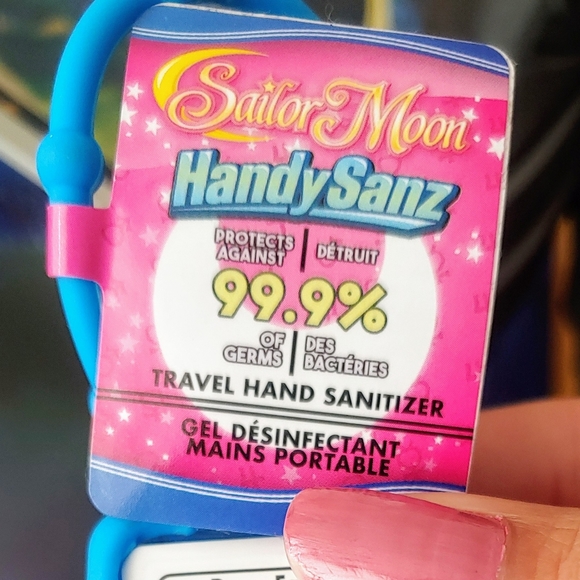 Sailor Moon
HandySanz
PROTECTS AGAINST | DÉTRUIT
99.9%
OF GERMS | DES BACTÉRIES
TRAVEL HAND SANITIZER
GEL DÉSINFECTANT
MAINS PORTABLE